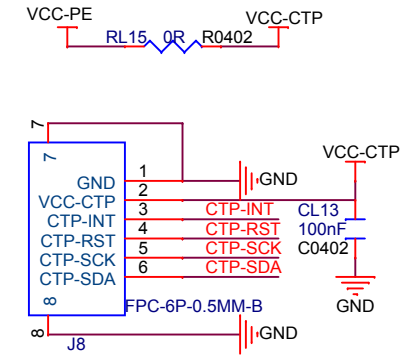 VCC-PE
VCC-CTP
RL15 0R R0402
7
7
VCC-CTP
GND 1 GND
VCC-CTP 2
CTP-INT 3 CTP-INT
CTP-RST 4 CTP-RST
CTP-SCK 5 CTP-SCK
CTP-SDA 6 CTP-SDA
CL13
100nF
C0402
GND
8
FPC-6P-0.5MM-B
8
GND
J8